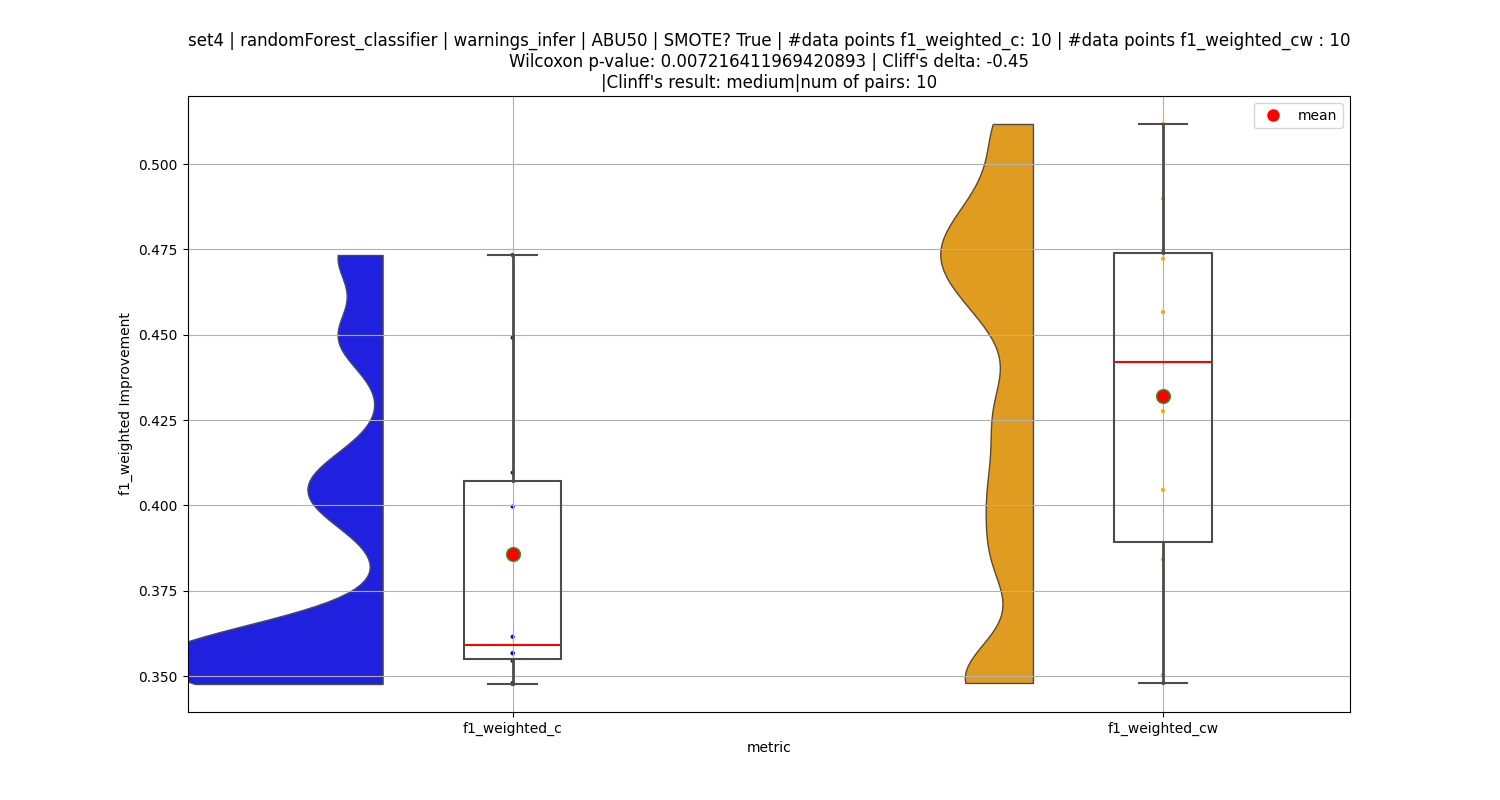 set4 | randomForest_classifier | warnings_infer | ABU50 | SMOTE? True | #data points f1_weighted_c: 10 | #data points f1_weighted_cw : 10
Wilcoxon p-value: 0.007216411969420893 | Cliff's delta: -0.45
|Clinff's result: medium|num of pairs: 10
mean
0.500
0.475
0.450
0.425
0.400
0.375
0.350
f1_weighted Improvement
f1_weighted_c
f1_weighted_cw
metric